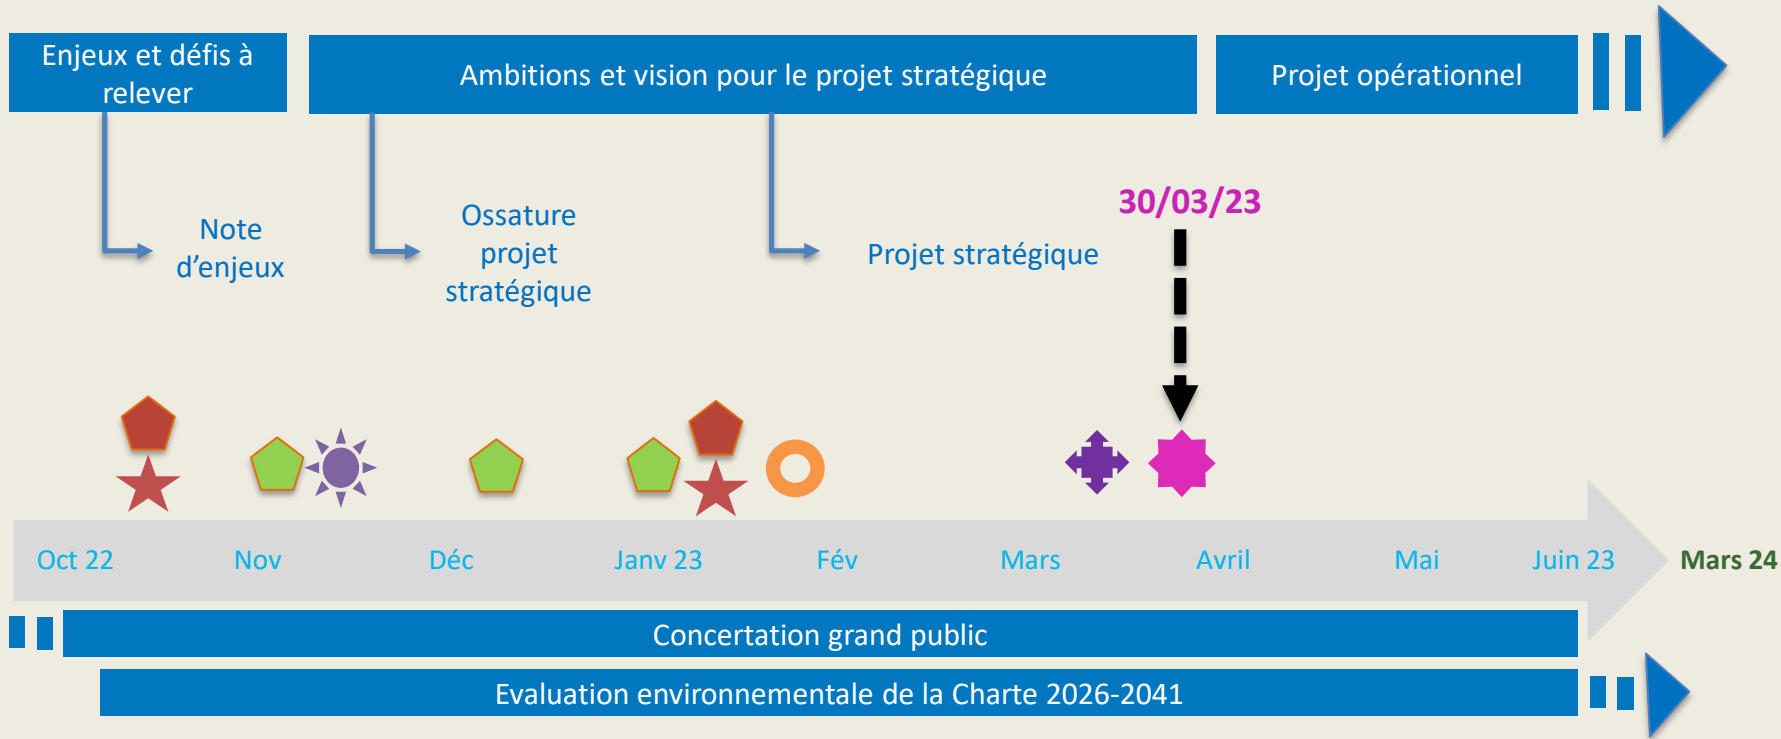 Enjeux et défis à
relever
Ambitions et vision pour le projet stratégique
Projet opérationnel
Note
d’enjeux
Ossature
projet
stratégique
Projet stratégique
30/03/23
Oct 22
Nov
Déc
Janv 23
Fév
Mars
Avril
Mai
Juin 23
Mars 24
Concertation grand public
Evaluation environnementale de la Charte 2026-2041